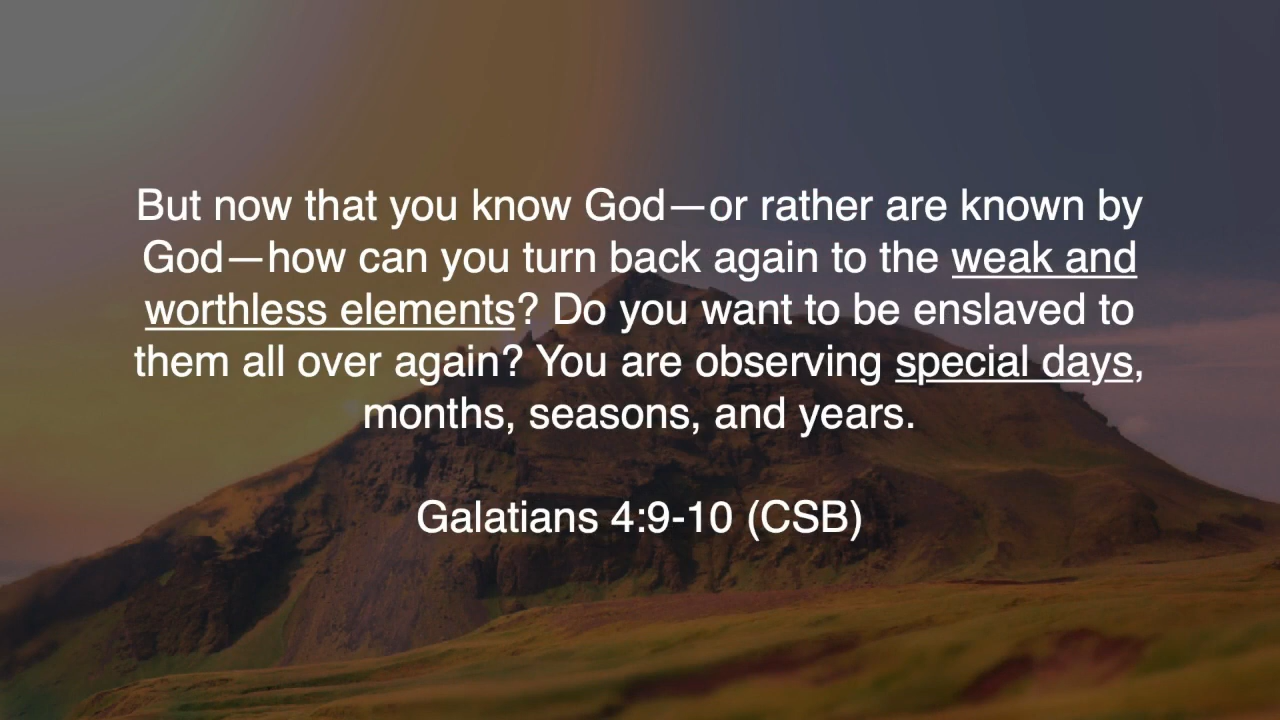 But now that you know God—or rather are known by
God—how can you turn back again to the weak and
worthless elements? Do you want to be enslaved to
them all over again? You are observing special days,
months, seasons, and years.
Galatians 4:9-10 (CSB)